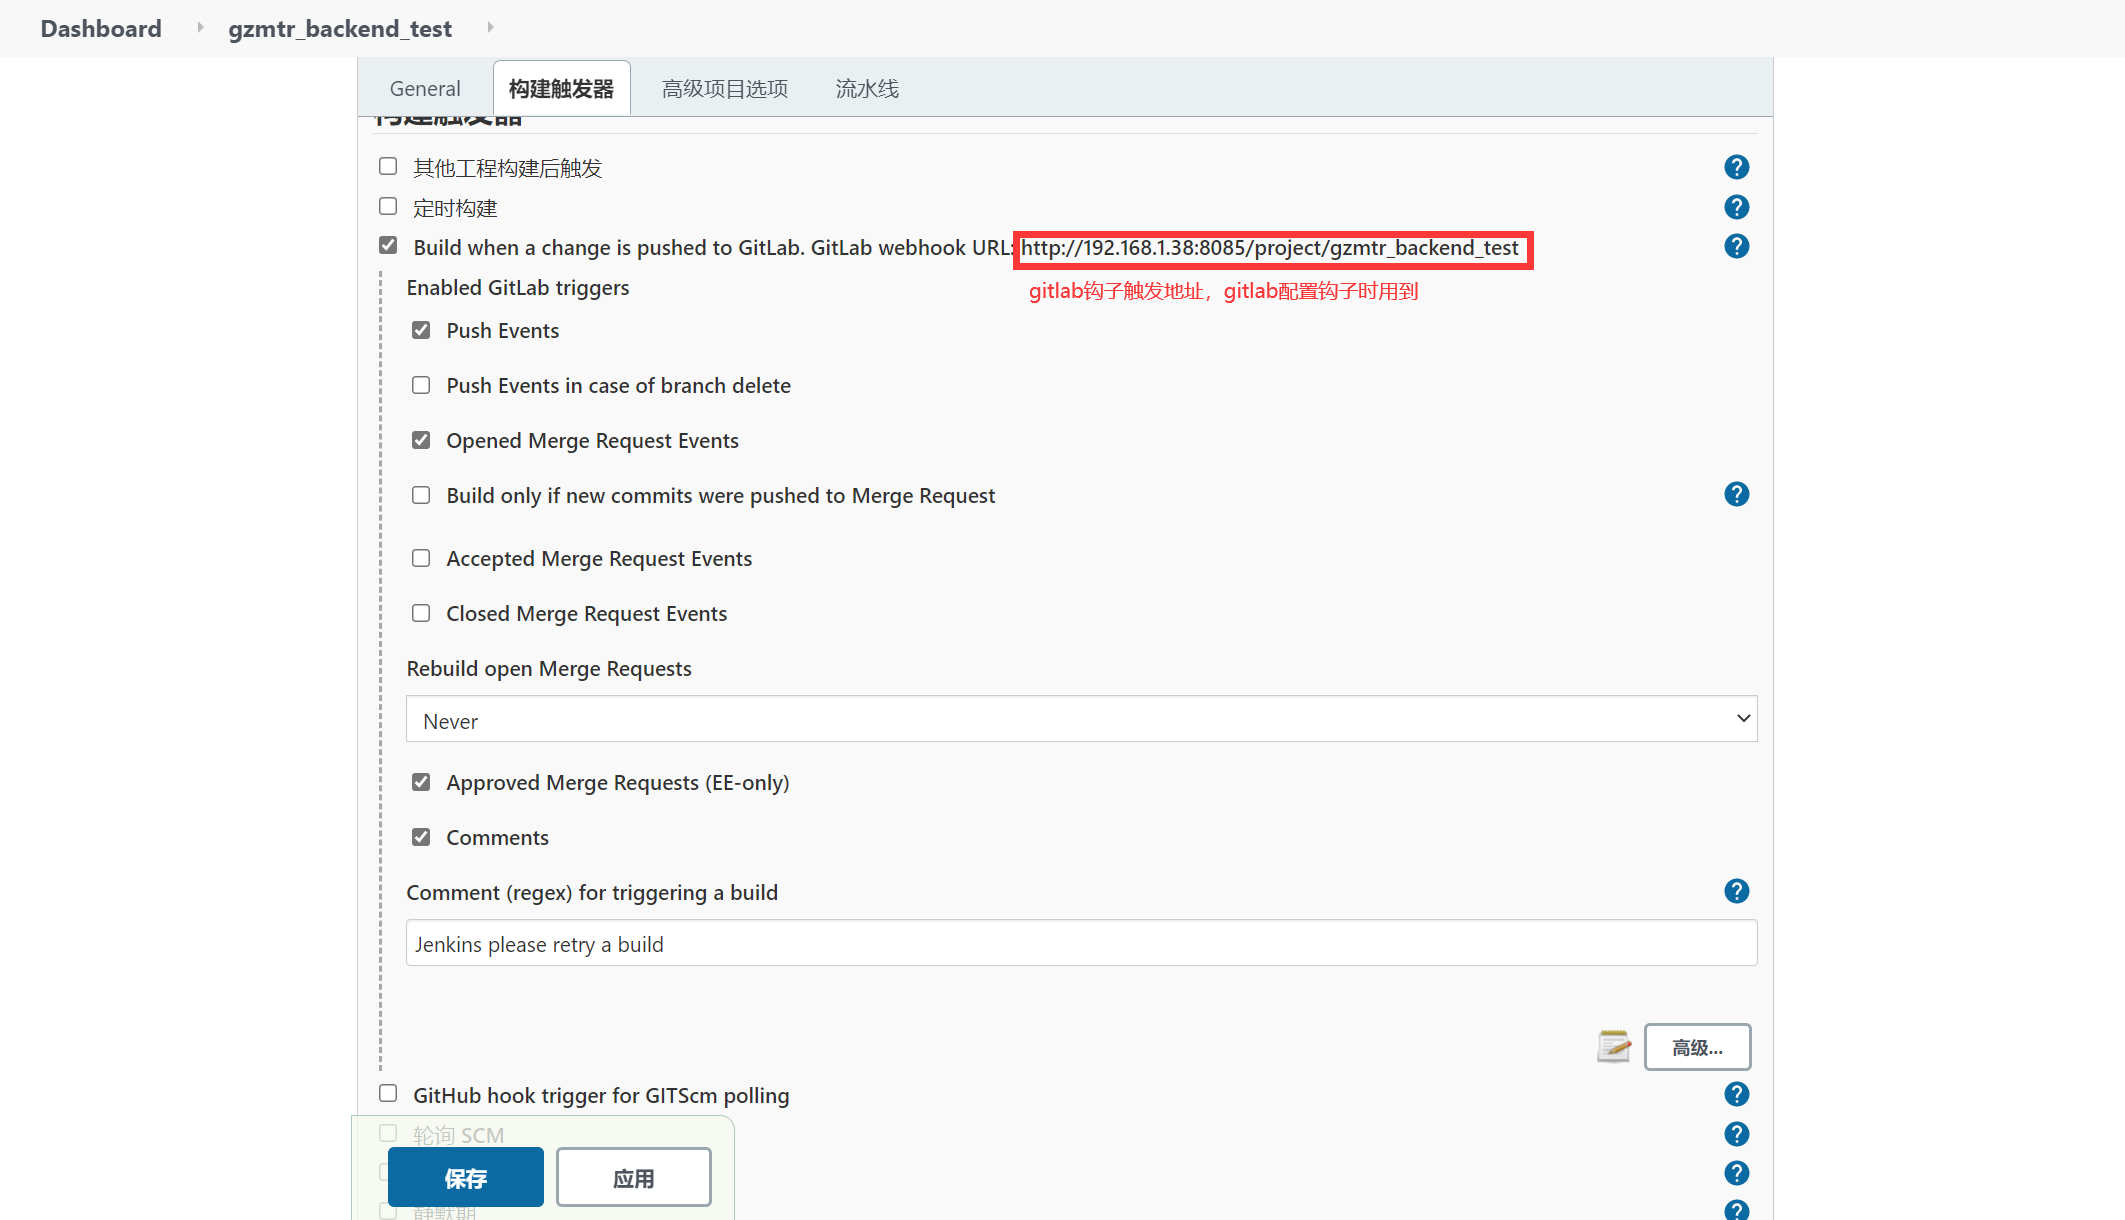 Dashboard gzmtr_backend_test
General 构建触发器 高级项目选项 流水线
构建触发器
其他工程构建后触发
定时构建
Build when a change is pushed to GitLab. GitLab webhook URL: http://192.168.1.38:8085/project/gzmtr_backend_test
Enabled GitLab triggers
gitlab钩子触发地址，gitlab配置钩子时用到
Push Events
Push Events in case of branch delete
Opened Merge Request Events
Build only if new commits were pushed to Merge Request
Accepted Merge Request Events
Closed Merge Request Events
Rebuild open Merge Requests
Never
Approved Merge Requests (EE-only)
Comments
Comment (regex) for triggering a build
Jenkins please retry a build
高级...
GitHub hook trigger for GITScm polling
轮询 SCM
保存 应用
静默期